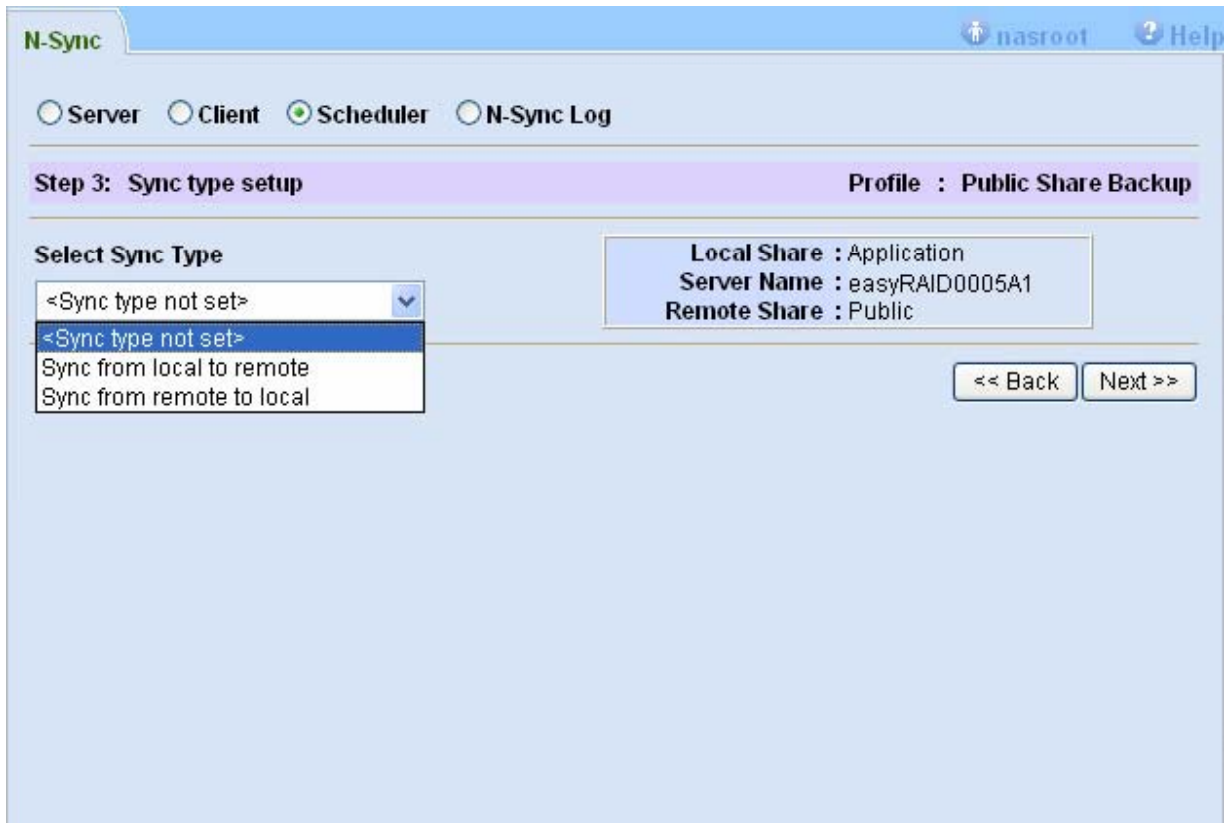 N-Sync nasroot Help
Server Client Scheduler N-Sync Log
Step 3: Sync type setup Profile : Public Share Backup
Select Sync Type
<Sync type not set>
<Sync type not set>
Sync from local to remote
Sync from remote to local
Local Share : Application
Server Name : easyRAID0005A1
Remote Share : Public
<< Back Next >>